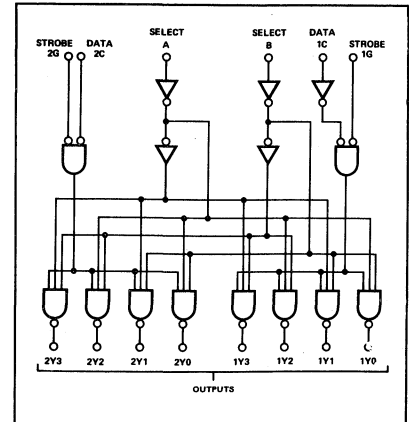 STROBE 2G
DATA 2C
SELECT A
SELECT B
DATA 1C
STROBE 1G
2Y3 2Y2 2Y1 2Y0 1Y3 1Y2 1Y1 1Y0
OUTPUTS